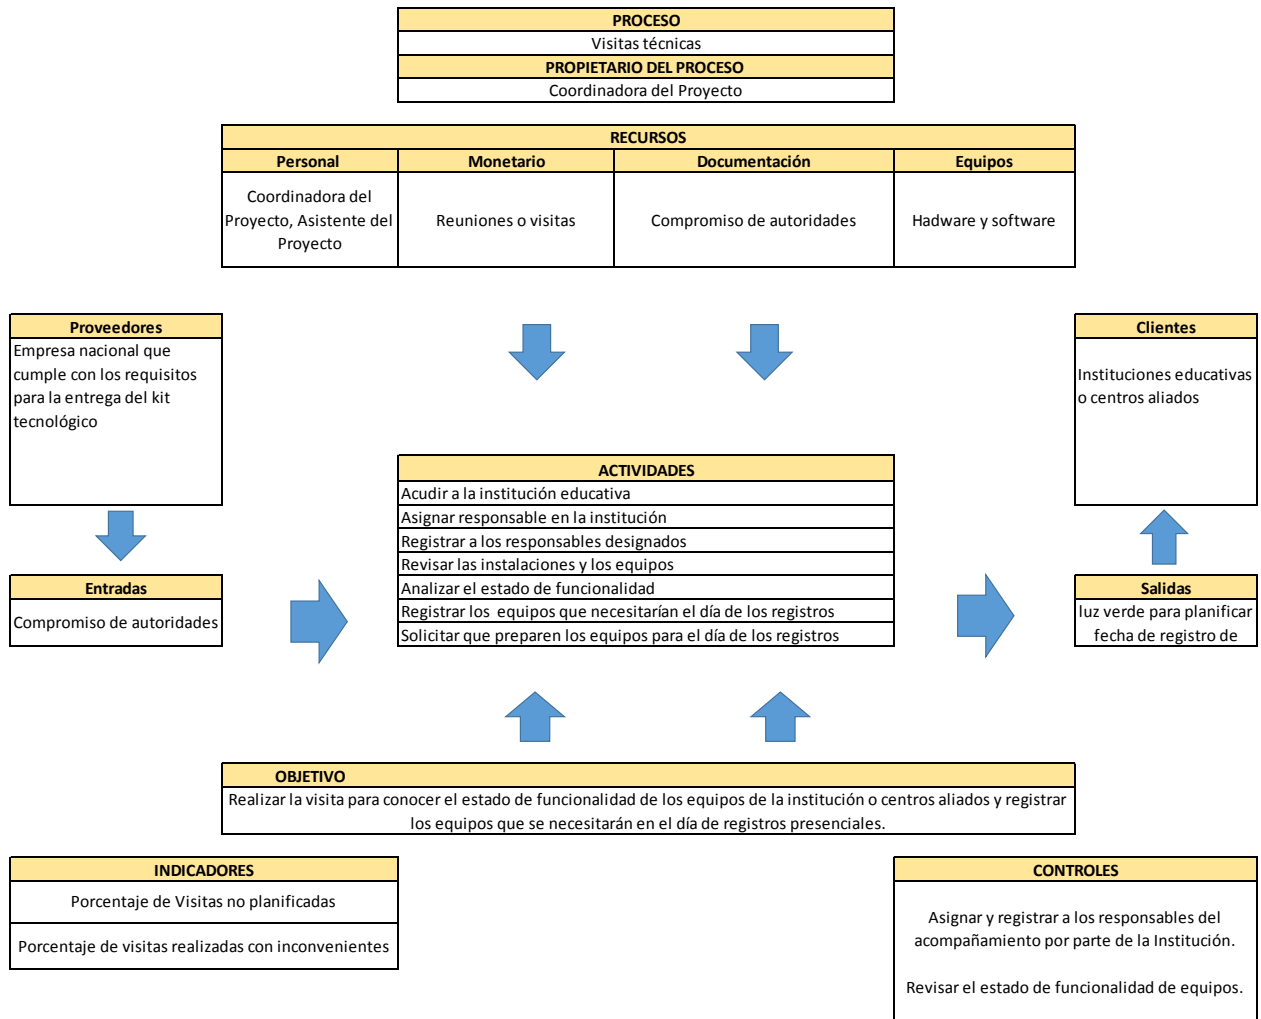 PROCESO
Visitas técnicas
PROPIETARIO DEL PROCESO
Coordinadora del Proyecto
RECURSOS
Personal
Monetario
Documentación
Equipos
Coordinadora del
Proyecto, Asistente del
Proyecto
Reuniones o visitas
Compromiso de autoridades
Hadware y software
Proveedores
Empresa nacional que
cumple con los requisitos
para la entrega del kit
tecnológico
Clientes
Instituciones educativas
o centros aliados
ACTIVIDADES
Acudir a la institución educativa
Asignar responsable en la institución
Registrar a los responsables designados
Revisar las instalaciones y los equipos
Analizar el estado de funcionalidad
Registrar los  equipos que necesitarían el día de los registros
Solicitar que preparen los equipos para el día de los registros
Entradas
Compromiso de autoridades
Salidas
luz verde para planificar
fecha de registro de
OBJETIVO
Realizar la visita para conocer el estado de funcionalidad de los equipos de la institución o centros aliados y registrar
los equipos que se necesitarán en el día de registros presenciales.
INDICADORES
Porcentaje de Visitas no planificadas
Porcentaje de visitas realizadas con inconvenientes
CONTROLES
Asignar y registrar a los responsables del
acompañamiento por parte de la Institución.
Revisar el estado de funcionalidad de equipos.